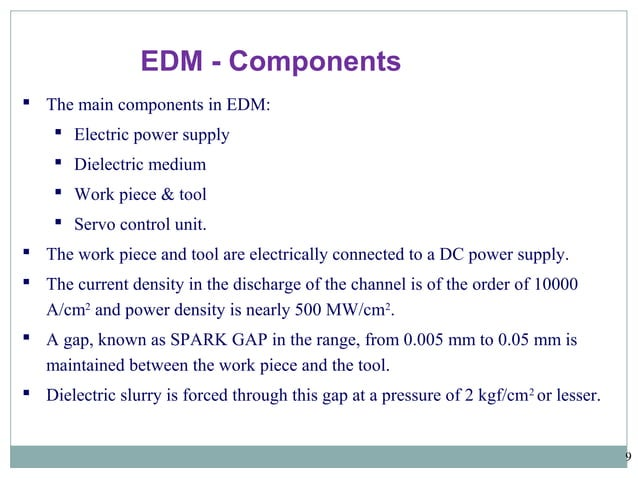 EDM - Components
▪ The main components in EDM:
▪ Electric power supply
▪ Dielectric medium
▪ Work piece & tool
▪ Servo control unit.
▪ The work piece and tool are electrically connected to a DC power supply.
▪ The current density in the discharge of the channel is of the order of 10000
A/cm² and power density is nearly 500 MW/cm².
▪ A gap, known as SPARK GAP in the range, from 0.005 mm to 0.05 mm is
maintained between the work piece and the tool.
▪ Dielectric slurry is forced through this gap at a pressure of 2 kgf/cm² or lesser.
9